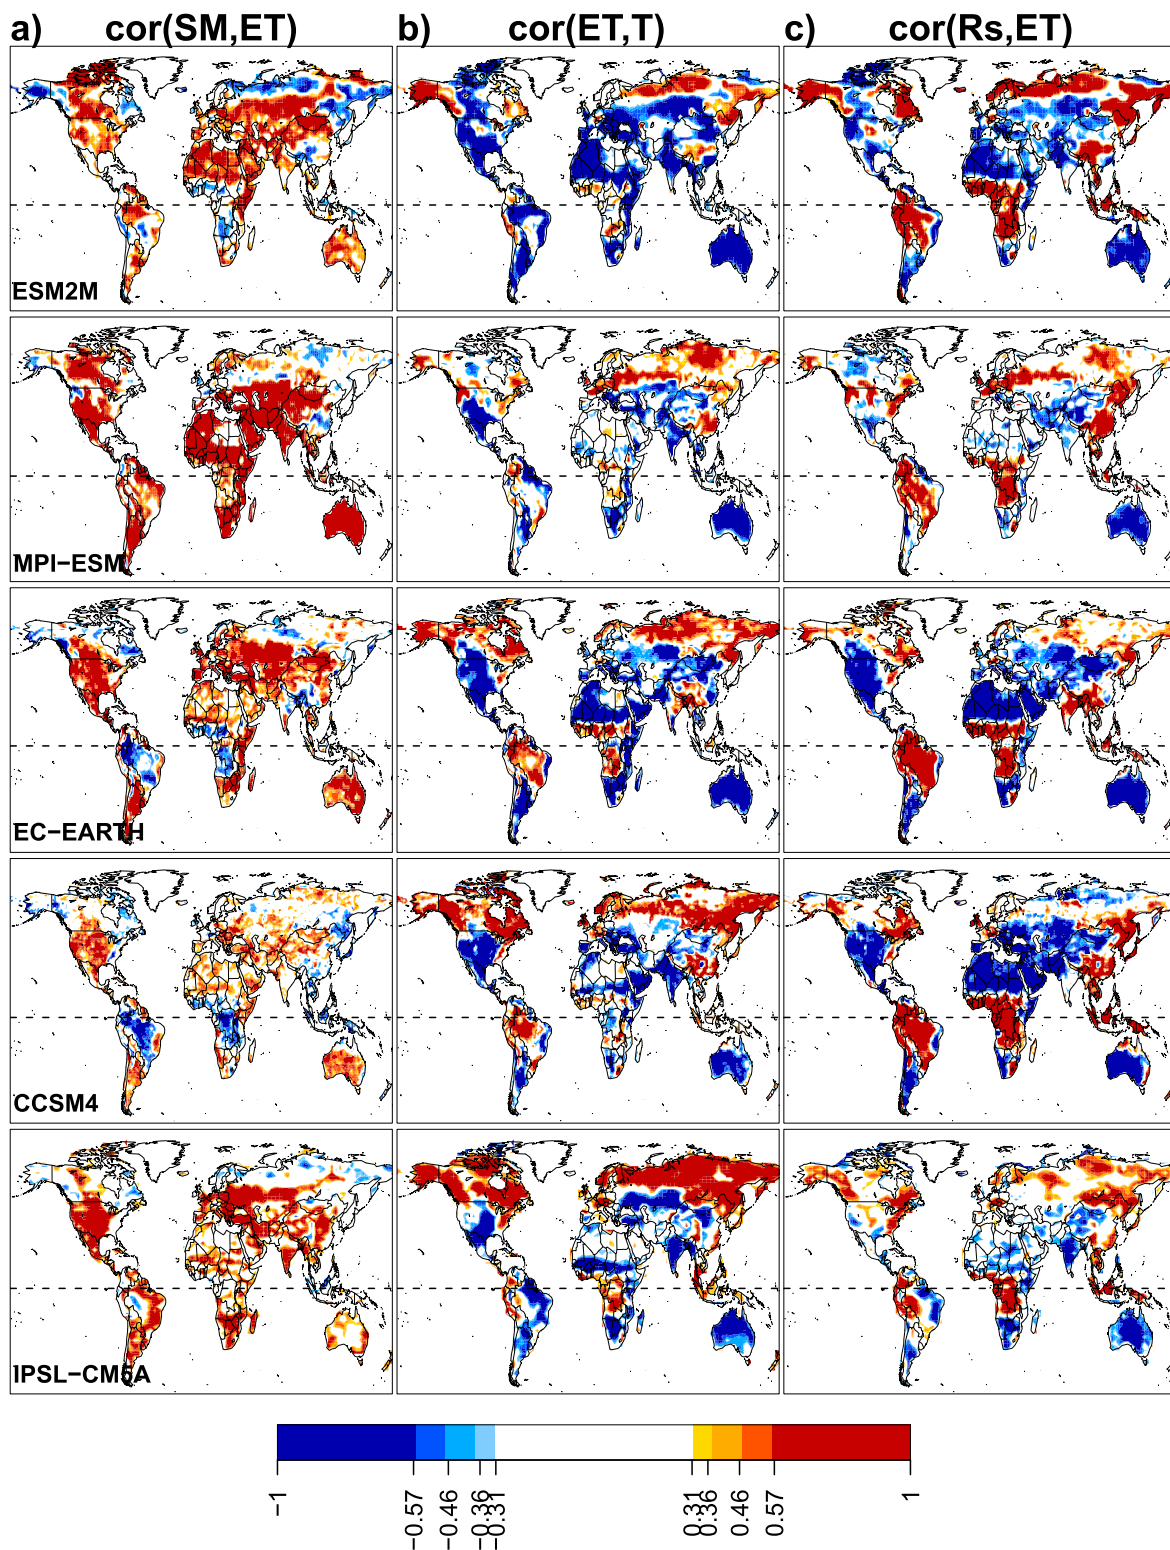 a) cor(SM,ET) b) cor(ET,T) c) cor(Rs,ET)
ESM2M
MPI−ESM
EC−EARTH
CCSM4
IPSL−CM5A
−1 −0.57 −0.46 −0.36 −0.31 0.31 0.36 0.46 0.57 1